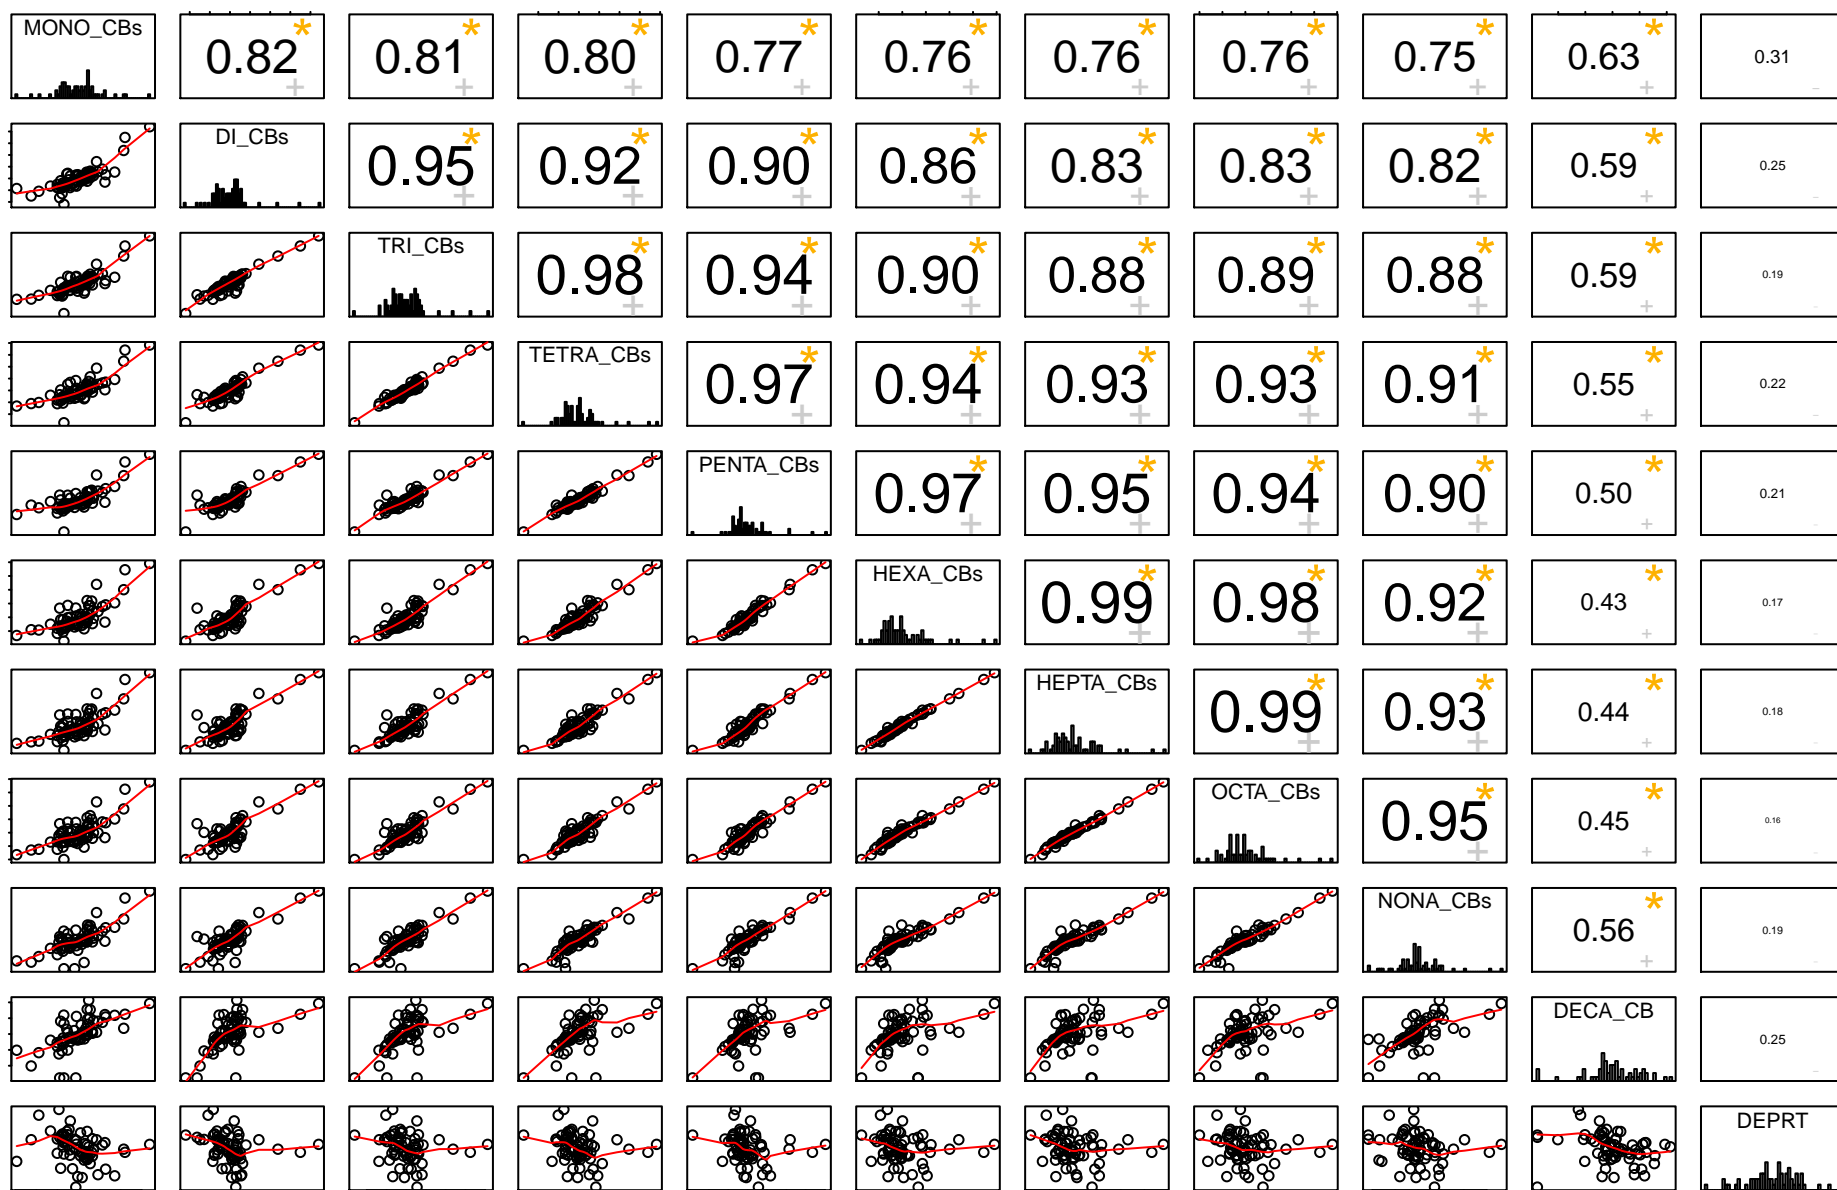 MONO_CBs 0.82* 0.81* 0.80* 0.77* 0.76* 0.76* 0.76* 0.75* 0.63* 0.31
+ + + + + + + + + -
DI_CBs 0.95* 0.92* 0.90* 0.86* 0.83* 0.83* 0.82* 0.59* 0.25
+ + + + + + + + -
TRI_CBs 0.98* 0.94* 0.90* 0.88* 0.89* 0.88* 0.59* 0.19
+ + + + + + + -
TETRA_CBs 0.97* 0.94* 0.93* 0.93* 0.91* 0.55* 0.22
+ + + + + + -
PENTA_CBs 0.97* 0.95* 0.94* 0.90* 0.50* 0.21
+ + + + + -
HEXA_CBs 0.99* 0.98* 0.92* 0.43* 0.17
+ + + + -
HEPTA_CBs 0.99* 0.93* 0.44* 0.18
+ + + -
OCTA_CBs 0.95* 0.45* 0.16
+ + -
NONA_CBs 0.56* 0.19
+ -
DECA_CB 0.25
-
DEPRT